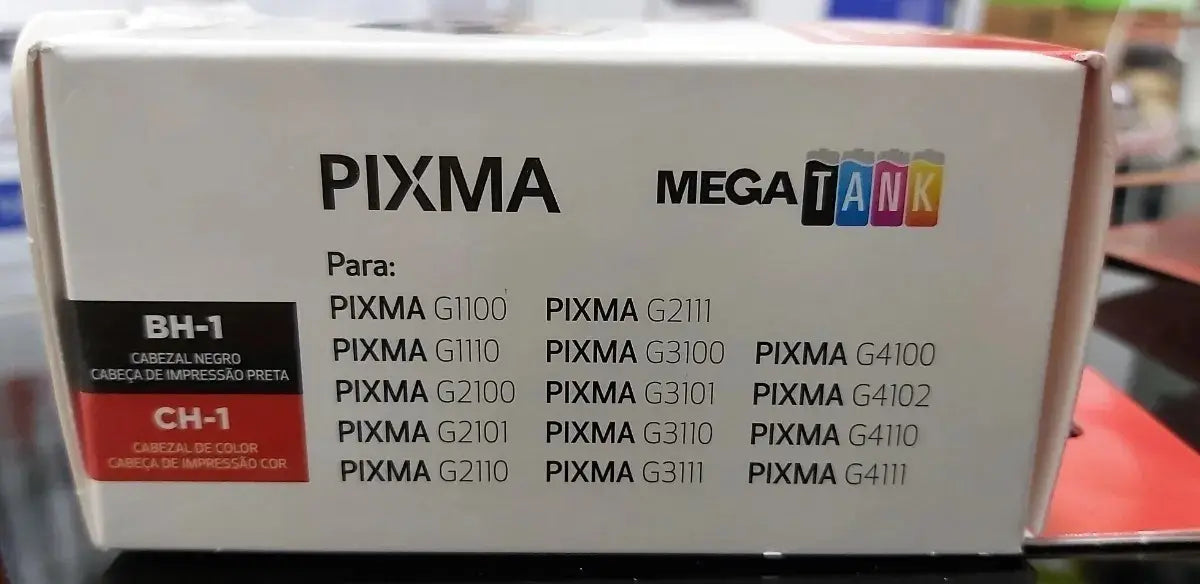 PIXMA MEGATANK
Para:
PIXMA G1100 PIXMA G2111
PIXMA G1110 PIXMA G3100 PIXMA G4100
PIXMA G2100 PIXMA G3101 PIXMA G4102
PIXMA G2101 PIXMA G3110 PIXMA G4110
PIXMA G2110 PIXMA G3111 PIXMA G4111
BH-1
CABEZAL NEGRO
CABEÇA DE IMPRESSÃO PRETA
CH-1
CABEZAL DE COLOR
CABEÇA DE IMPRESSÃO COR